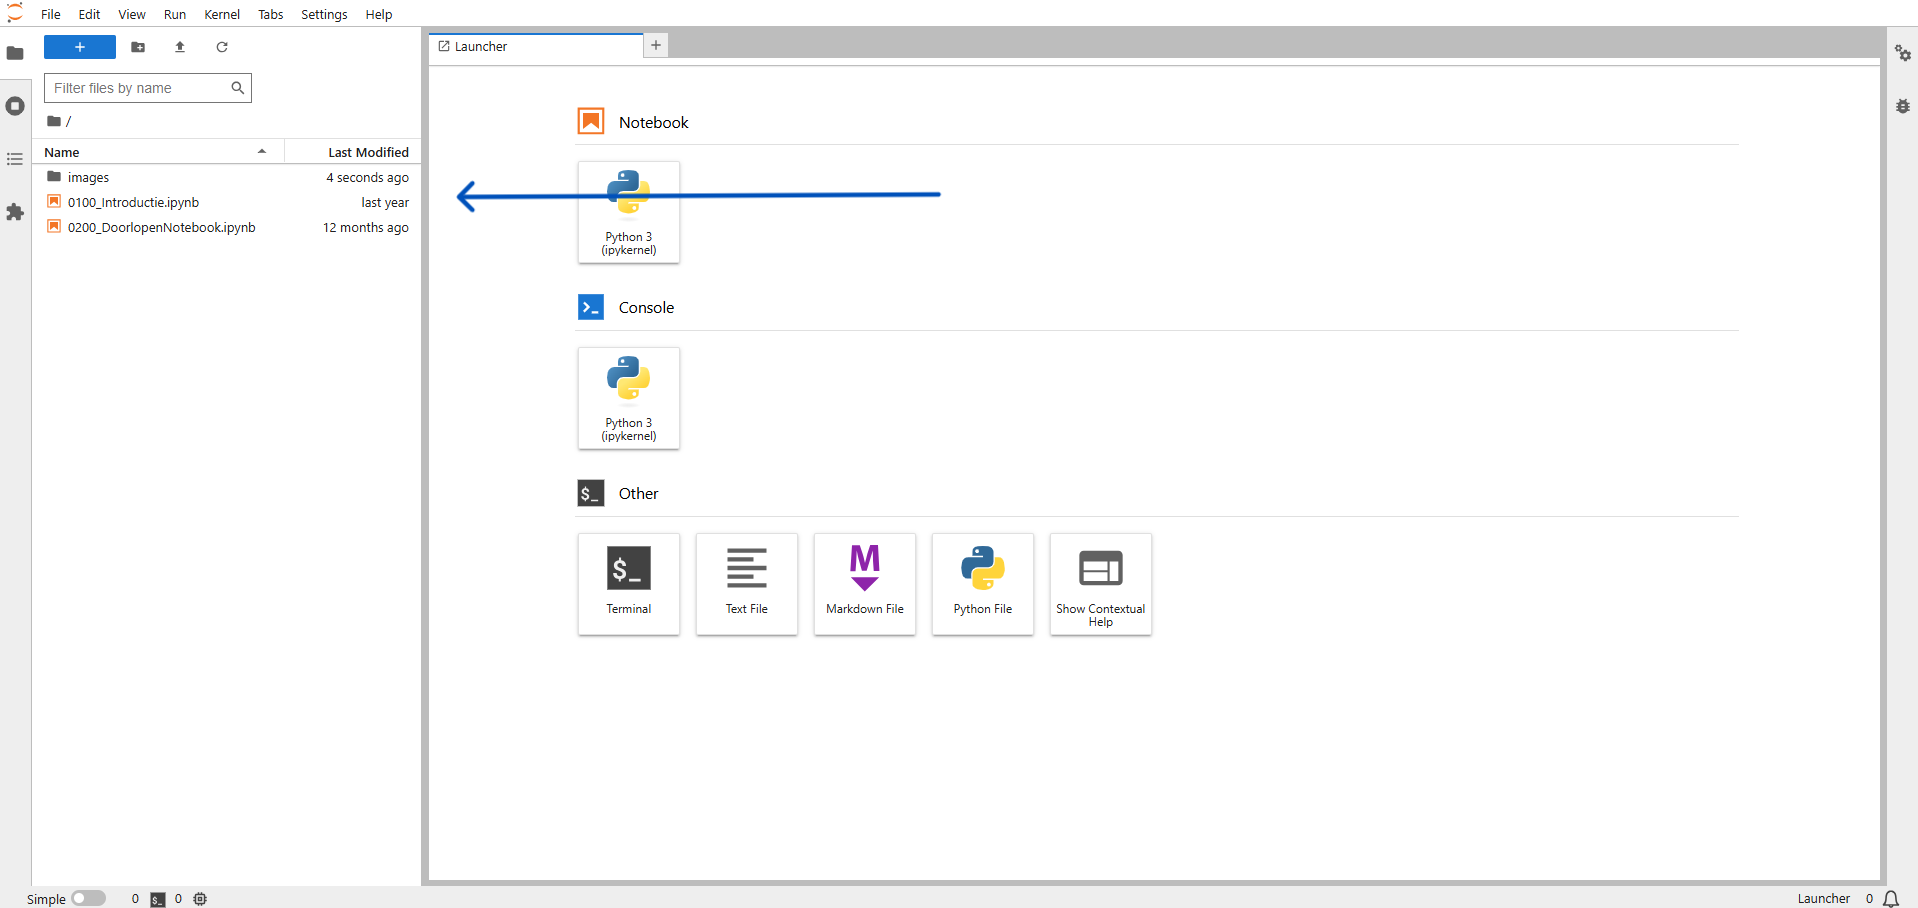 File Edit View Run Kernel Tabs Settings Help
+
Filter files by name
/
Name Last Modified
images 4 seconds ago
0100_Introductie.ipynb last year
0200_DoorlopenNotebook.ipynb 12 months ago
Launcher +
Notebook
Python 3
(ipykernel)
>_ Console
Python 3
(ipykernel)
$_ Other
$_
Terminal
Text File
M
Markdown File
Python File
Show Contextual
Help
Simple 0 $_ 0 Launcher 0